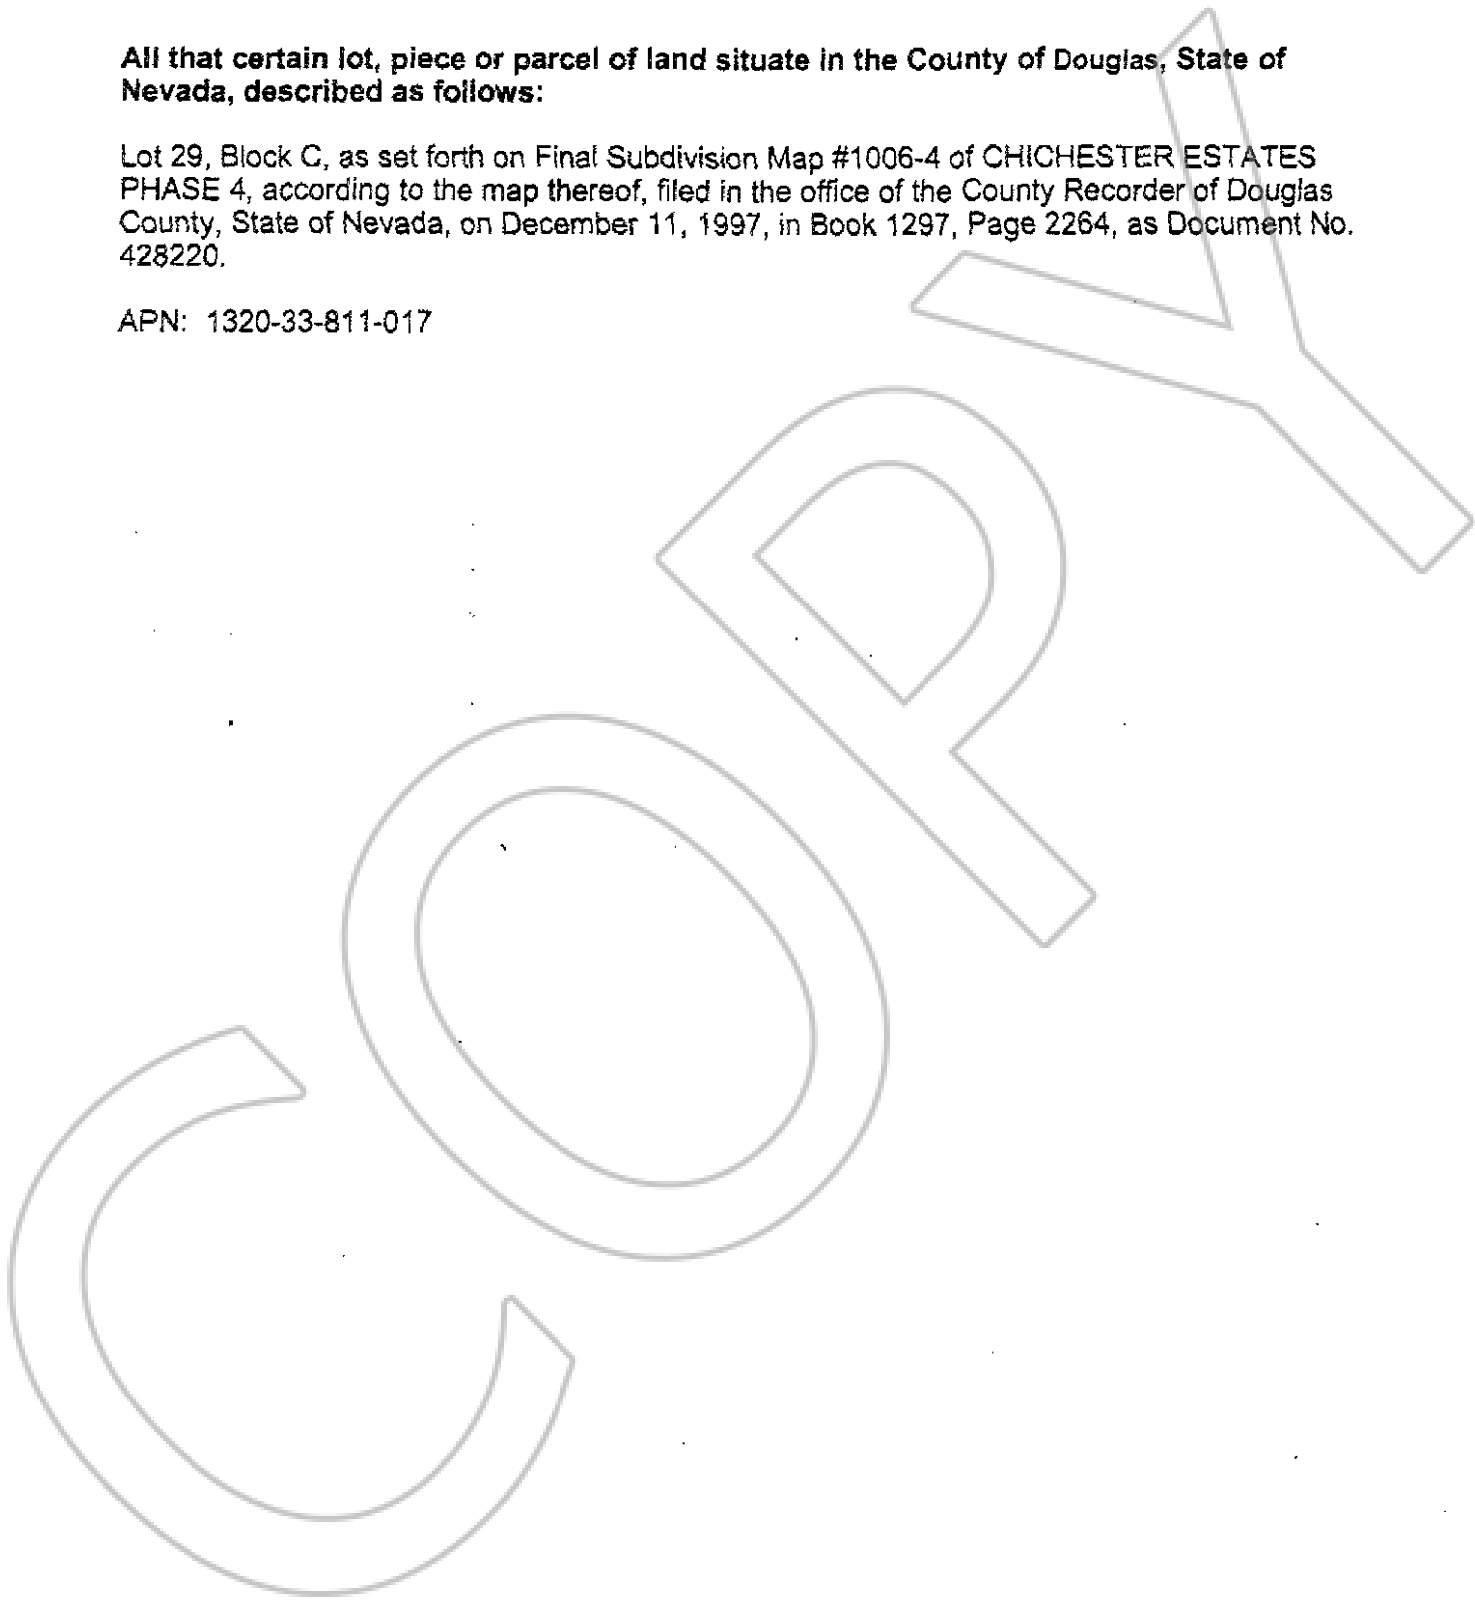 All that certain lot, piece or parcel of land situate in the County of Douglas, State of
Nevada, described as follows:
Lot 29, Block C, as set forth on Final Subdivision Map #1006-4 of CHICHESTER ESTATES
PHASE 4, according to the map thereof, filed in the office of the County Recorder of Douglas
County, State of Nevada, on December 11, 1997, in Book 1297, Page 2264, as Document No.
428220.
APN: 1320-33-811-017
COPY